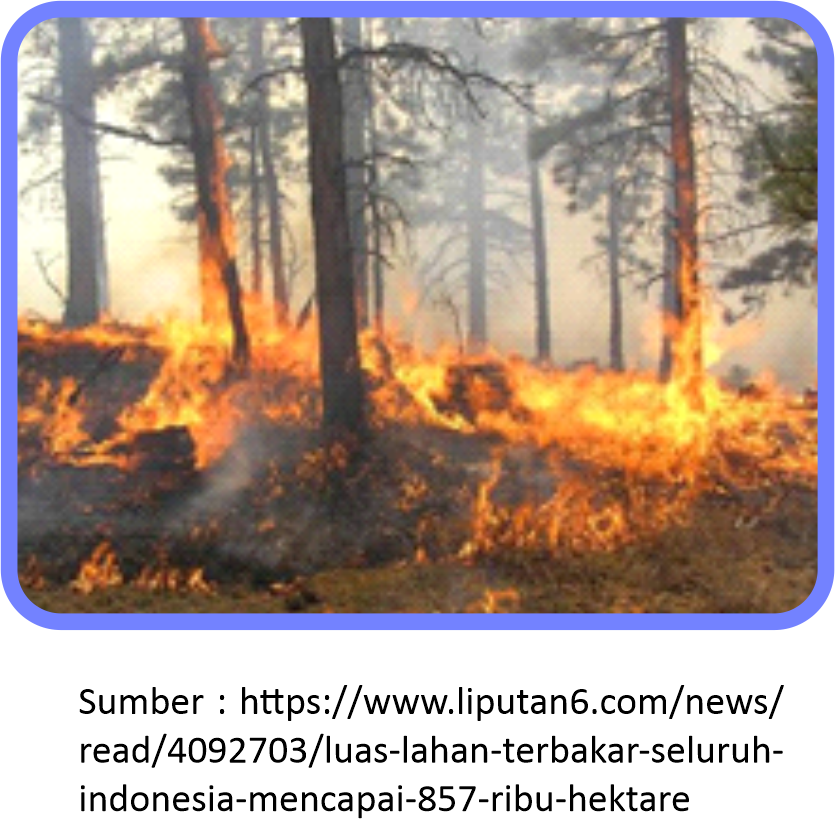 Sumber : https://www.liputan6.com/news/
read/4092703/luas-lahan-terbakar-seluruh-
indonesia-mencapai-857-ribu-hektare